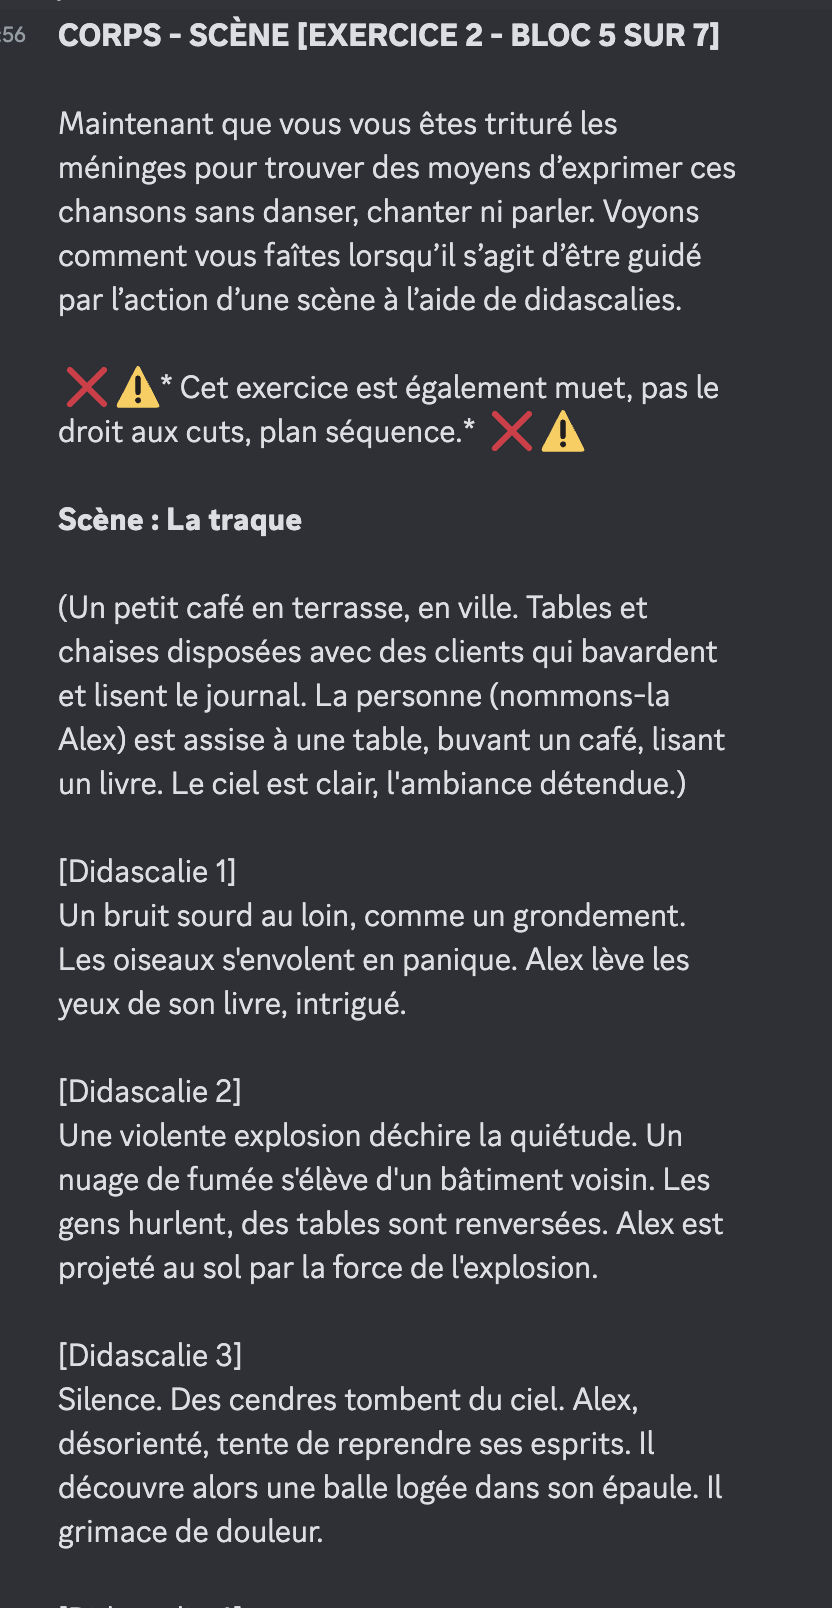 :56
CORPS - SCÈNE [EXERCICE 2 - BLOC 5 SUR 7]
Maintenant que vous vous êtes trituré les
méninges pour trouver des moyens d’exprimer ces
chansons sans danser, chanter ni parler. Voyons
comment vous faîtes lorsqu’il s’agit d’être guidé
par l’action d’une scène à l’aide de didascalies.
❌⚠️* Cet exercice est également muet, pas le
droit aux cuts, plan séquence.* ❌⚠️
Scène : La traque
(Un petit café en terrasse, en ville. Tables et
chaises disposées avec des clients qui bavardent
et lisent le journal. La personne (nommons-la
Alex) est assise à une table, buvant un café, lisant
un livre. Le ciel est clair, l'ambiance détendue.)
[Didascalie 1]
Un bruit sourd au loin, comme un grondement.
Les oiseaux s'envolent en panique. Alex lève les
yeux de son livre, intrigué.
[Didascalie 2]
Une violente explosion déchire la quiétude. Un
nuage de fumée s'élève d'un bâtiment voisin. Les
gens hurlent, des tables sont renversées. Alex est
projeté au sol par la force de l'explosion.
[Didascalie 3]
Silence. Des cendres tombent du ciel. Alex,
désorienté, tente de reprendre ses esprits. Il
découvre alors une balle logée dans son épaule. Il
grimace de douleur.